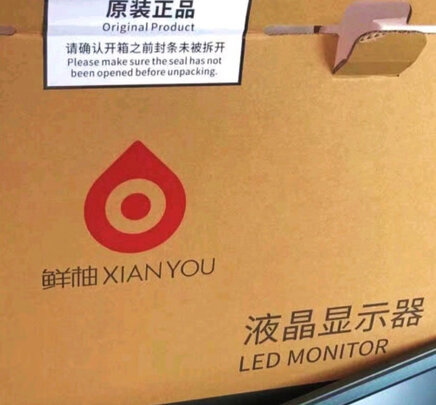 原装正品
Original Product
请确认开箱之前封条未被拆开
Please make sure the seal has not
been opened before unpacking.
鲜柚 XIANYOU
液晶显示器
LED MONITOR